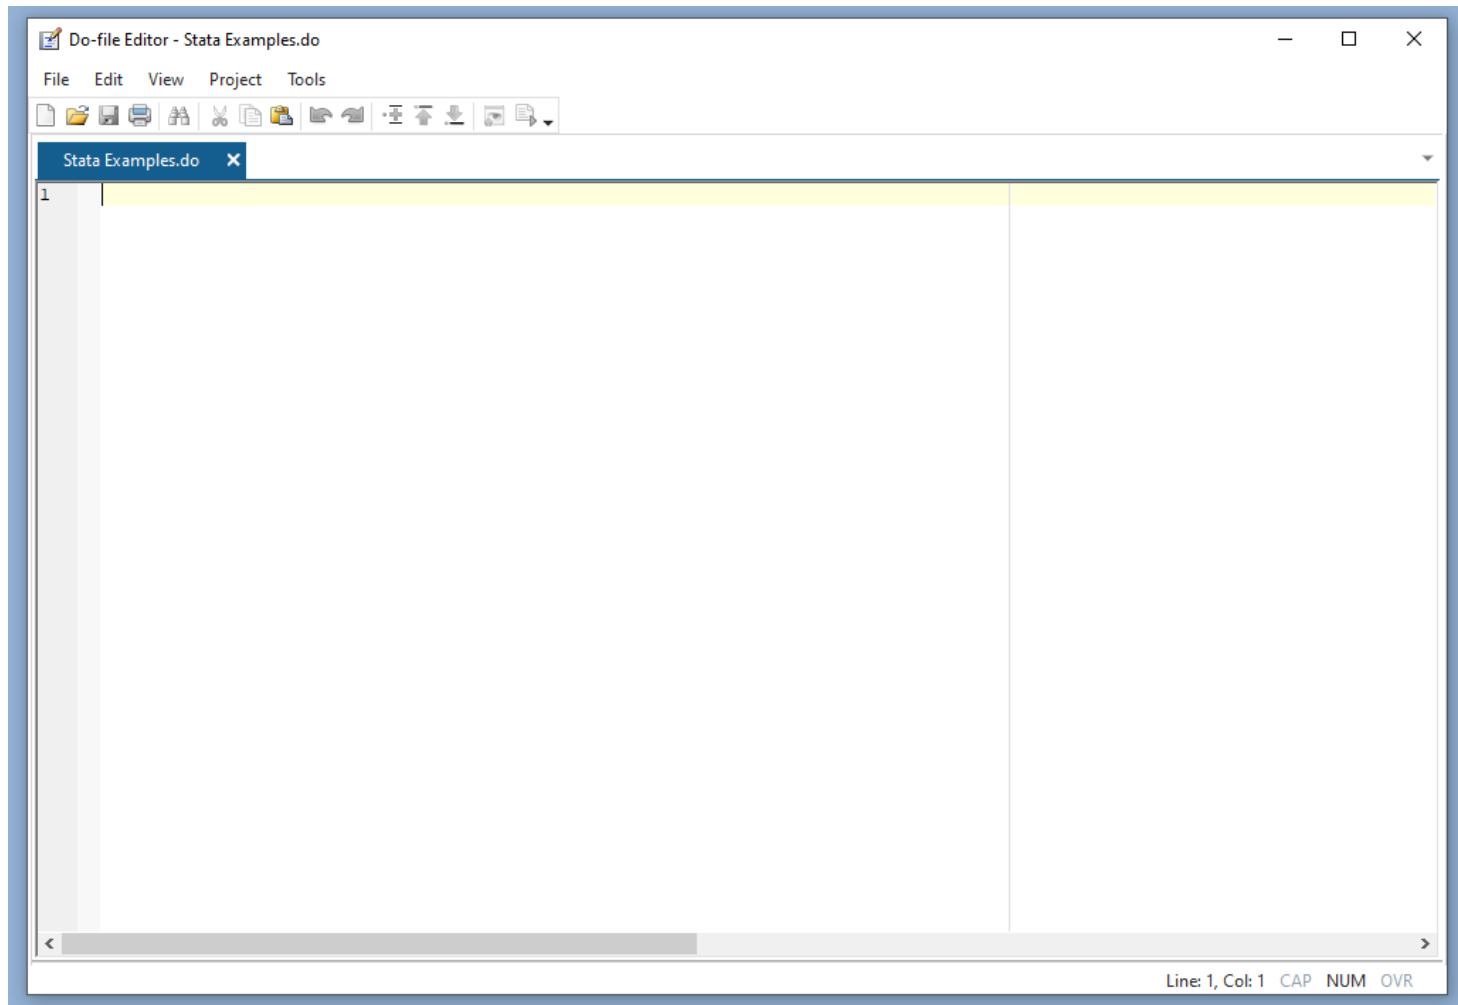 Do-file Editor - Stata Examples.do
File Edit View Project Tools
Stata Examples.do
1
Line: 1, Col: 1 CAP NUM OVR